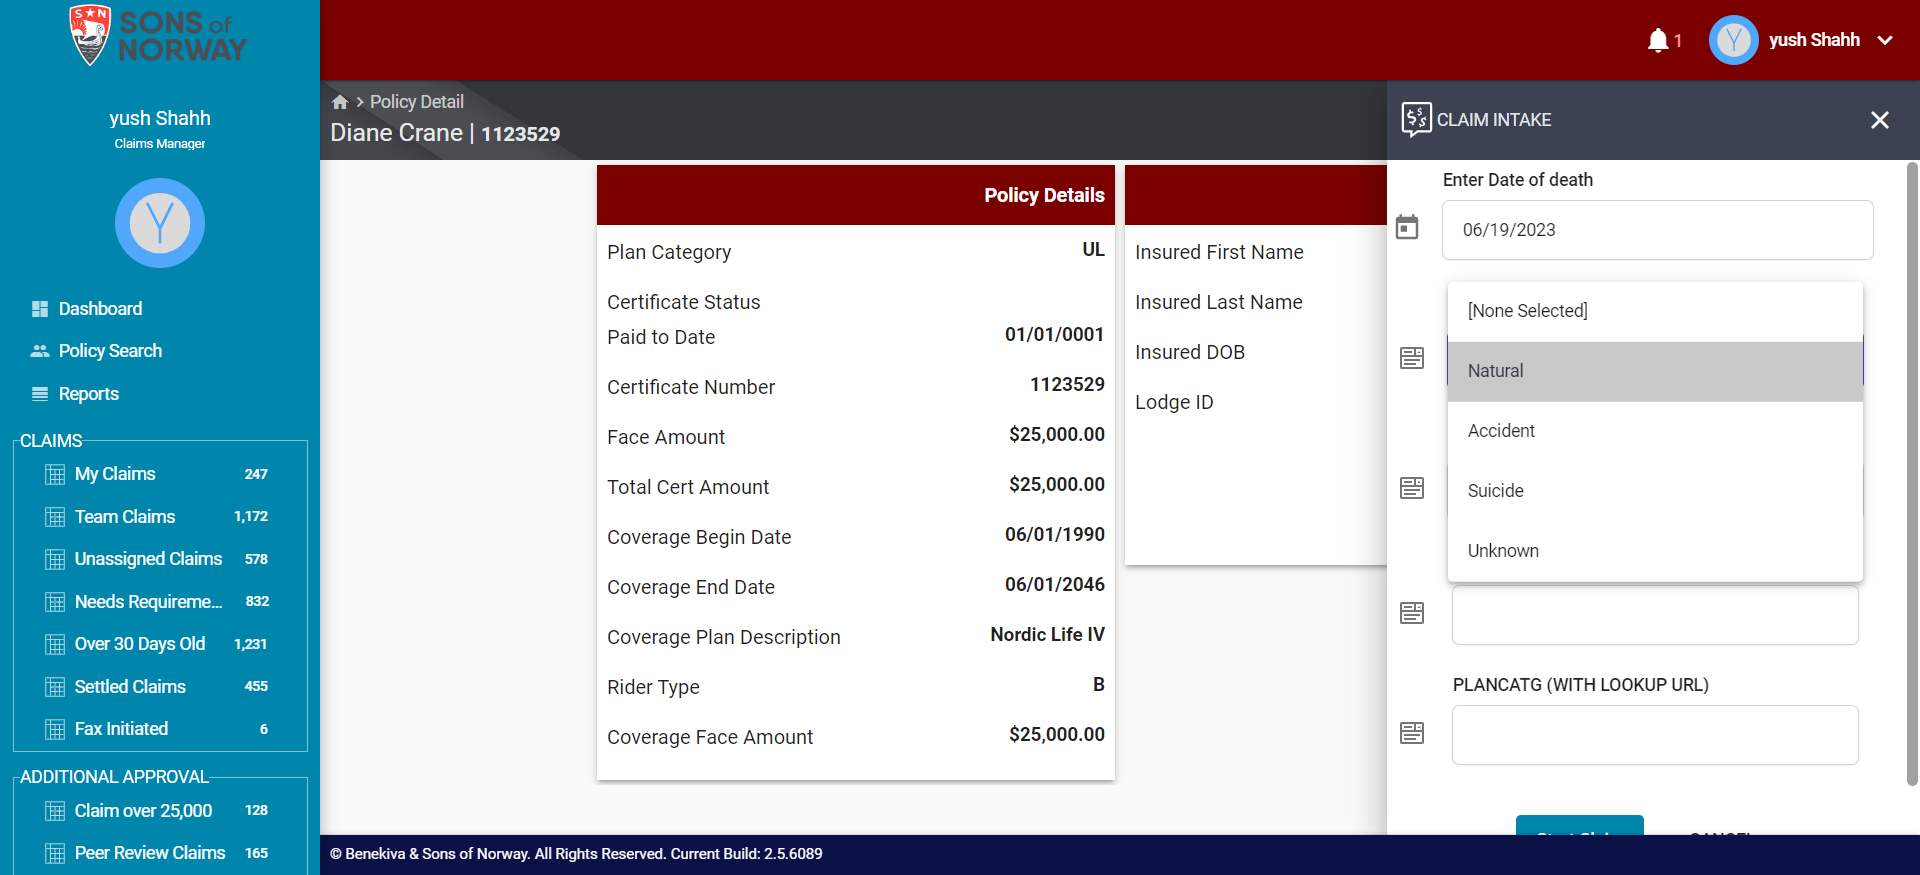 S N
SONS of
NORWAY
yush Shahh
Claims Manager
Y
Dashboard
Policy Search
Reports
CLAIMS
My Claims 247
Team Claims 1,172
Unassigned Claims 578
Needs Requireme... 832
Over 30 Days Old 1,231
Settled Claims 455
Fax Initiated 6
ADDITIONAL APPROVAL
Claim over 25,000 128
Peer Review Claims 165
1
Y
yush Shahh
Policy Detail
Diane Crane | 1123529
Policy Details
Plan Category UL
Certificate Status
Paid to Date 01/01/0001
Certificate Number 1123529
Face Amount $25,000.00
Total Cert Amount $25,000.00
Coverage Begin Date 06/01/1990
Coverage End Date 06/01/2046
Coverage Plan Description Nordic Life IV
Rider Type B
Coverage Face Amount $25,000.00
Insured First Name
Insured Last Name
Insured DOB
Lodge ID
CLAIM INTAKE
Enter Date of death
06/19/2023
[None Selected]
Natural
Accident
Suicide
Unknown
PLANCATG (WITH LOOKUP URL)
© Benekiva & Sons of Norway. All Rights Reserved. Current Build: 2.5.6089